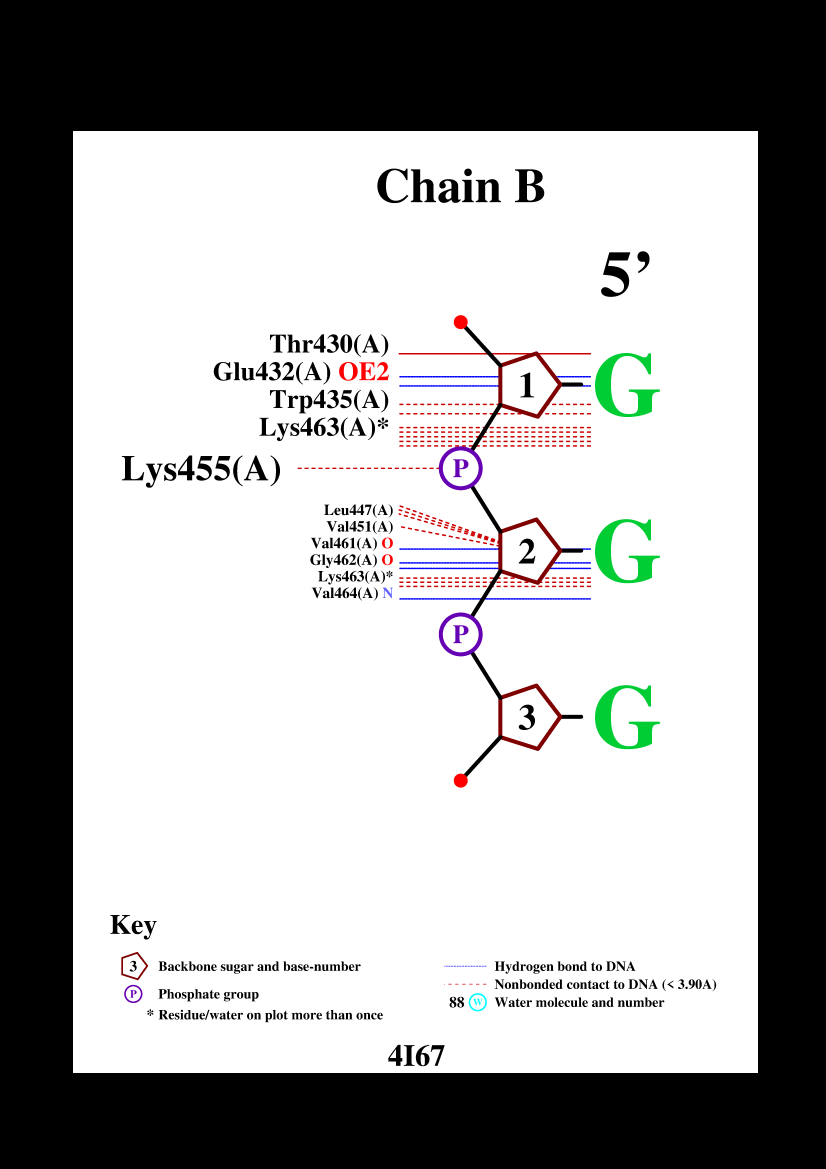 Chain B
5’
Thr430(A)
Glu432(A) OE2
1 G
Trp435(A)
Lys463(A)*
Lys455(A) P
Leu447(A)
Val451(A)
Val461(A) O
2 G
Gly462(A) O
Lys463(A)*
Val464(A) N
P
3 G
Key
3 Backbone sugar and base-number
P Phosphate group
* Residue/water on plot more than once
Hydrogen bond to DNA
Nonbonded contact to DNA (< 3.90A)
88 W Water molecule and number
4I67